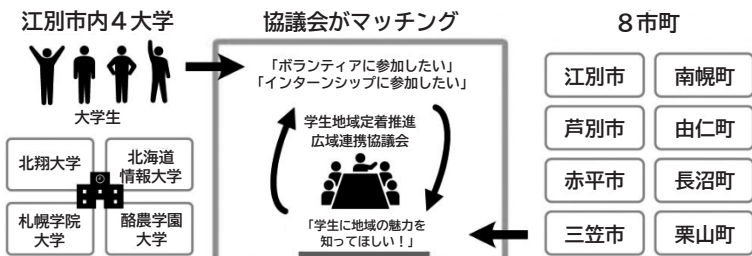 江別市内4大学
大学生
北翔大学
北海道
情報大学
札幌学院
大学
酪農学園
大学
協議会がマッチング
「ボランティアに参加したい」
「インターンシップに参加したい」
学生地域定着推進
広域連携協議会
「学生に地域の魅力を
知ってほしい！」
8市町
江別市
南幌町
芦別市
由仁町
赤平市
長沼町
三笠市
栗山町